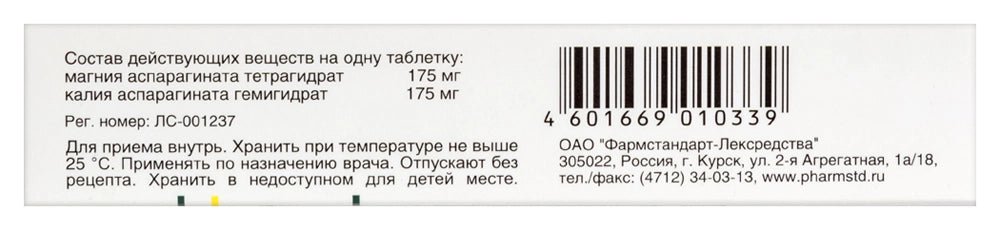 Состав действующих веществ на одну таблетку:
магния аспарагината тетрагидрат 175 мг
калия аспарагината гемигидрат 175 мг
Рег. номер: ЛС-001237
Для приема внутрь. Хранить при температуре не выше
25 °С. Применять по назначению врача. Отпускают без
рецепта. Хранить в недоступном для детей месте.
4 601669 010339
ОАО "Фармстандарт-Лексредства"
305022, Россия, г. Курск, ул. 2-я Агрегатная, 1а/18,
тел./факс: (4712) 34-03-13, www.pharmstd.ru